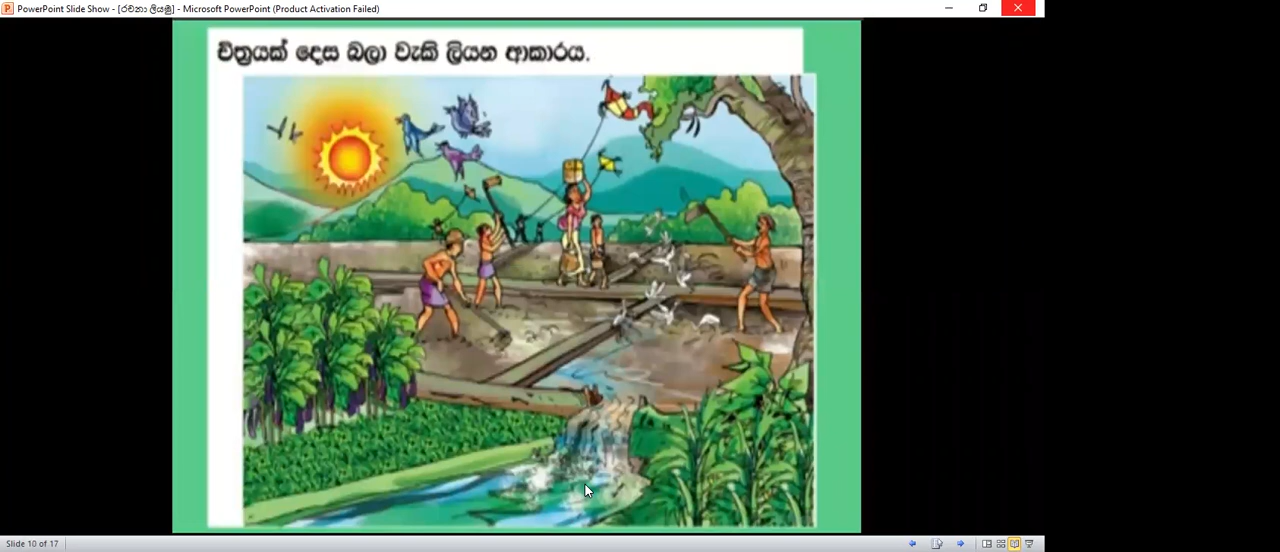 PowerPoint Slide Show - [රචනා ලියමු] - Microsoft PowerPoint (Product Activation Failed)
චිත්‍රයක් දෙස බලා වැකි ලියන ආකාරය.
Slide 10 of 17